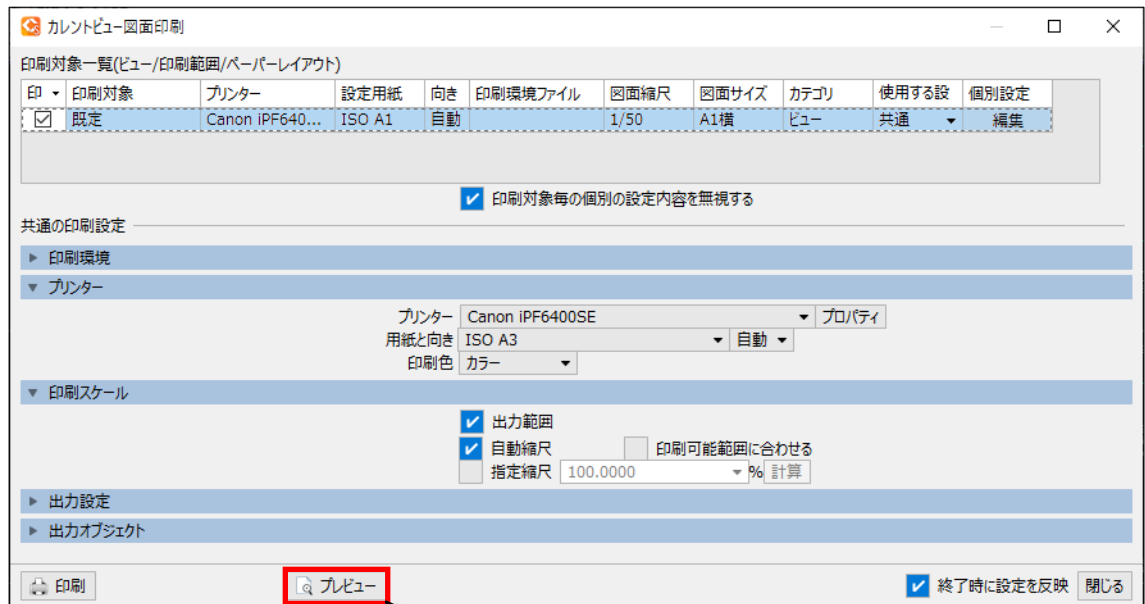 カレントビュー図面印刷
印刷対象一覧(ビュー/印刷範囲/ペーパーレイアウト)
印 印刷対象 プリンター 設定用紙 向き 印刷環境ファイル 図面縮尺 図面サイズ カテゴリ 使用する設 個別設定
既定 Canon iPF640... ISO A1 自動 1/50 A1横 ビュー 共通 編集
印刷対象毎の個別の設定内容を無視する
共通の印刷設定
印刷環境
プリンター
プリンター Canon iPF6400SE プロパティ
用紙と向き ISO A3 自動
印刷色 カラー
印刷スケール
出力範囲
自動縮尺 印刷可能範囲に合わせる
指定縮尺 100.0000 % 計算
出力設定
出力オブジェクト
印刷 プレビュー 終了時に設定を反映 閉じる